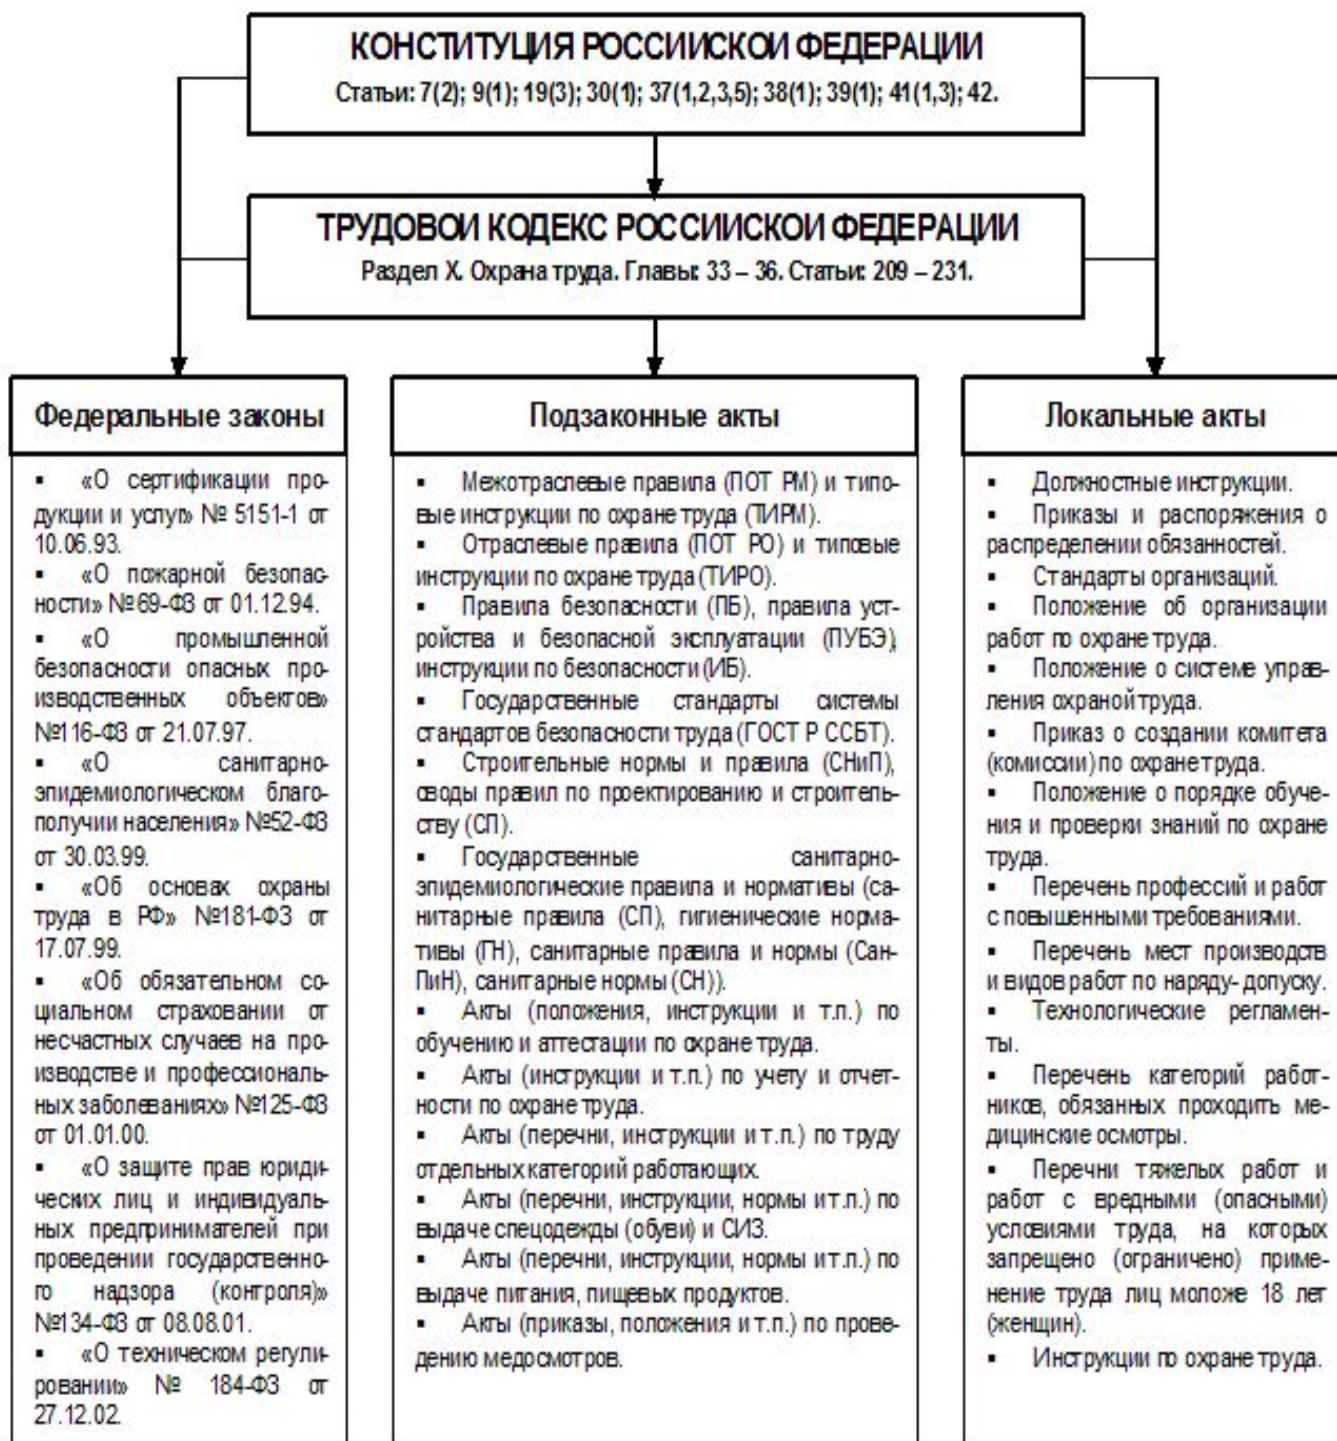 КОНСТИТУЦИЯ РОССИИСКОИ ФЕДЕРАЦИИ
Статьи: 7(2); 9(1); 19(3); 30(1); 37(1,2,3,5); 38(1); 39(1); 41(1,3); 42.
ТРУДОВОИ КОДЕКС РОССИИСКОИ ФЕДЕРАЦИИ
Раздел X. Охрана труда. Главы: 33 – 36. Статьи: 209 – 231.
Федеральные законы
▪ «О сертификации про-
дукции и услуг» № 5151-1 от
10.06.93.
▪ «О пожарной безопас-
ности» №69-ФЗ от 01.12.94.
▪ «О промышленной
безопасности опасных про-
изводственных объектов»
№116-ФЗ от 21.07.97.
▪ «О санитарно-
эпидемиологическом благо-
получии населения» №52-ФЗ
от 30.03.99.
▪ «Об основах охраны
труда в РФ» №181-ФЗ от
17.07.99.
▪ «Об обязательном со-
циальном страховании от
несчастных случаев на про-
изводстве и профессиональ-
ных заболеваниях» №125-ФЗ
от 01.01.00.
▪ «О защите прав юриди-
ческих лиц и индивидуаль-
ных предпринимателей при
проведении государственно-
го надзора (контроля)»
№134-ФЗ от 08.08.01.
▪ «О техническом регули-
ровании» № 184-ФЗ от
27.12.02.
Подзаконные акты
▪ Межотраслевые правила (ПОТ РМ) и типо-
вые инструкции по охране труда (ТИРМ).
▪ Отраслевые правила (ПОТ РО) и типовые
инструкции по охране труда (ТИРО).
▪ Правила безопасности (ПБ), правила уст-
ройства и безопасной эксплуатации (ПУБЭ),
инструкции по безопасности (ИБ).
▪ Государственные стандарты системы
стандартов безопасности труда (ГОСТ Р ССБТ).
▪ Строительные нормы и правила (СНиП),
своды правил по проектированию и строитель-
ству (СП).
▪ Государственные санитарно-
эпидемиологические правила и нормативы (са-
нитарные правила (СП), гигиенические норма-
тивы (ГН), санитарные правила и нормы (Сан-
ПиН), санитарные нормы (СН)).
▪ Акты (положения, инструкции и т.п.) по
обучению и аттестации по охране труда.
▪ Акты (инструкции и т.п.) по учету и отчет-
ности по охране труда.
▪ Акты (перечни, инструкции и т.п.) по труду
отдельных категорий работающих.
▪ Акты (перечни, инструкции, нормы и т.п.) по
выдаче спецодежды (обуви) и СИЗ.
▪ Акты (перечни, инструкции, нормы и т.п.) по
выдаче питания, пищевых продуктов.
▪ Акты (приказы, положения и т.п.) по прове-
дению медосмотров.
Локальные акты
▪ Должностные инструкции.
▪ Приказы и распоряжения о
распределении обязанностей.
▪ Стандарты организаций.
▪ Положение об организации
работ по охране труда.
▪ Положение о системе управ-
ления охраной труда.
▪ Приказ о создании комитета
(комиссии) по охране труда.
▪ Положение о порядке обуче-
ния и проверки знаний по охране
труда.
▪ Перечень профессий и работ
с повышенными требованиями.
▪ Перечень мест производств
и видов работ по наряду- допуску.
▪ Технологические регламен-
ты.
▪ Перечень категорий работ-
ников, обязанных проходить ме-
дицинские осмотры.
▪ Перечни тяжелых работ и
работ с вредными (опасными)
условиями труда, на которых
запрещено (ограничено) приме-
нение труда лиц моложе 18 лет
(женщин).
▪ Инструкции по охране труда.